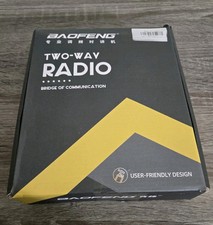 BAOFENG
TWO-WAY
RADIO
BRIDGE OF COMMUNICATION
USER-FRIENDLY DESIGN